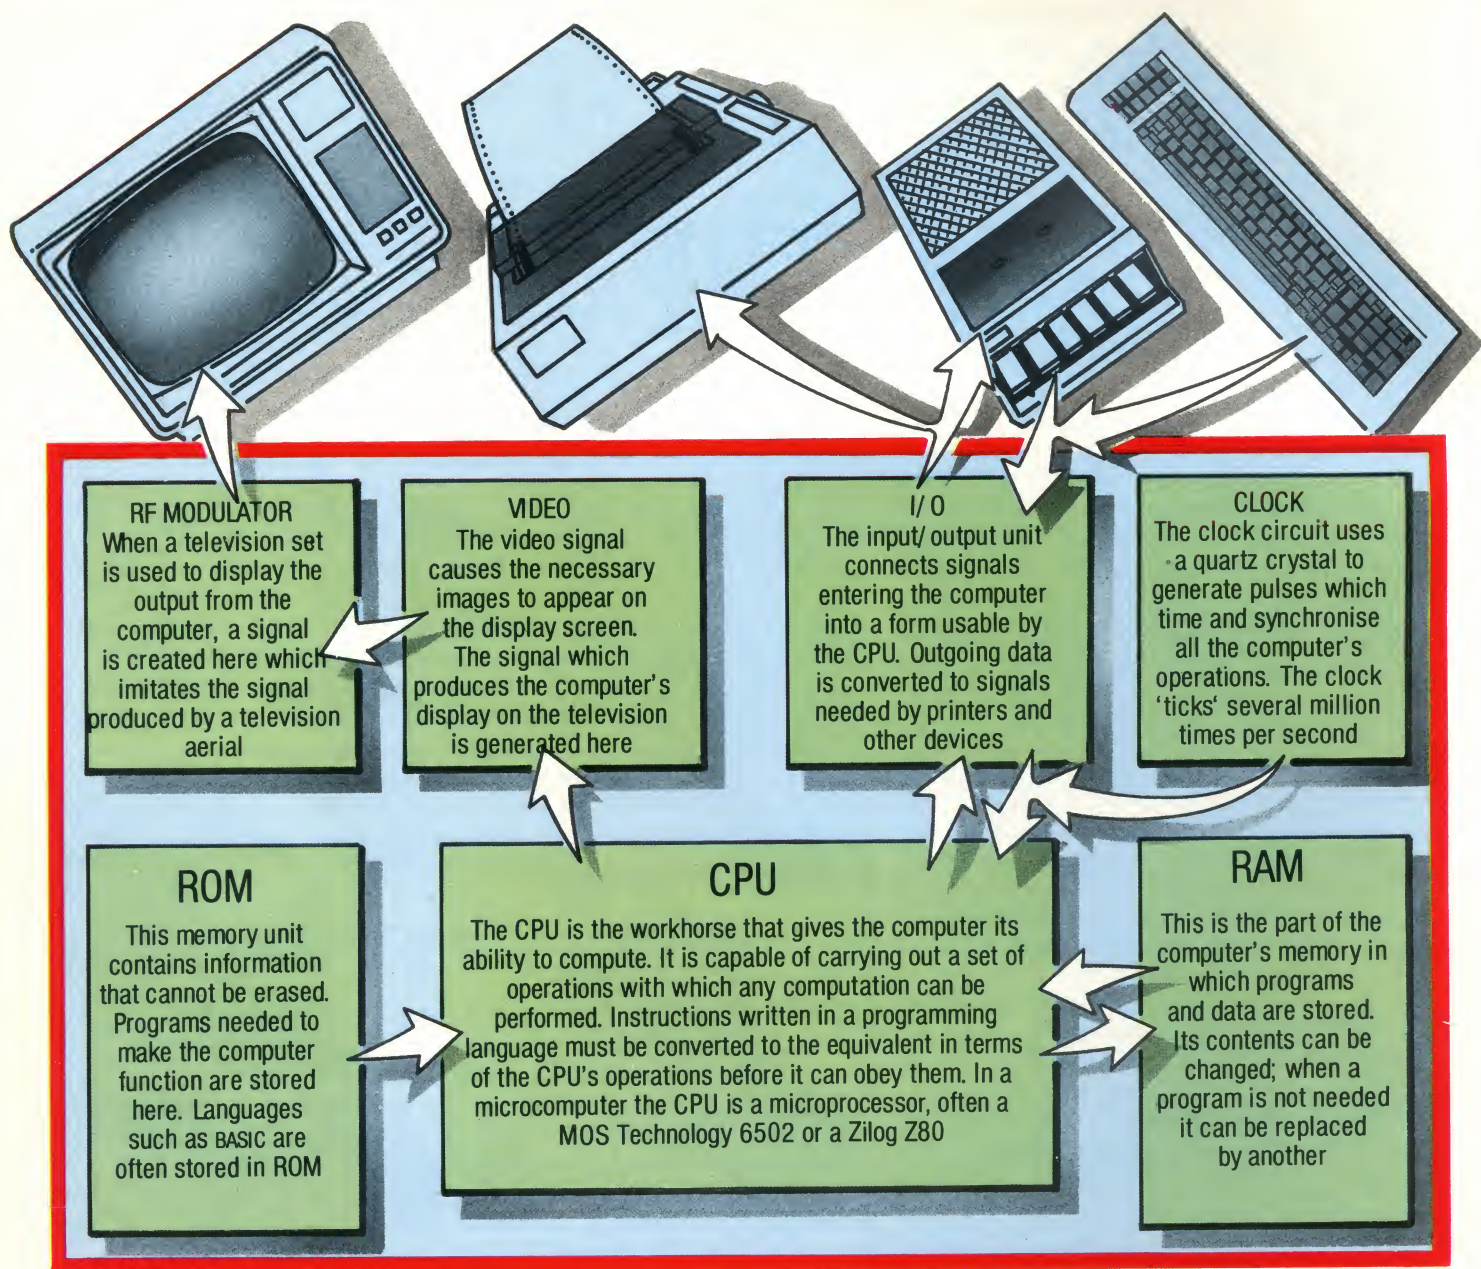 RF MODULATOR
When a television set
is used to display the
output from the
computer, a signal
is created here which
imitates the signal
produced by a television
aerial
VIDEO
The video signal
causes the necessary
images to appear on
the display screen.
The signal which
produces the computer's
display on the television
is generated here
I/O
The input/output unit
connects signals
entering the computer
into a form usable by
the CPU. Outgoing data
is converted to signals
needed by printers and
other devices
CLOCK
The clock circuit uses
a quartz crystal to
generate pulses which
time and synchronise
all the computer's
operations. The clock
'ticks' several million
times per second
ROM
This memory unit
contains information
that cannot be erased.
Programs needed to
make the computer
function are stored
here. Languages
such as BASIC are
often stored in ROM
CPU
The CPU is the workhorse that gives the computer its
ability to compute. It is capable of carrying out a set of
operations with which any computation can be
performed. Instructions written in a programming
language must be converted to the equivalent in terms
of the CPU's operations before it can obey them. In a
microcomputer the CPU is a microprocessor, often a
MOS Technology 6502 or a Zilog Z80
RAM
This is the part of the
computer's memory in
which programs
and data are stored.
Its contents can be
changed; when a
program is not needed
it can be replaced
by another